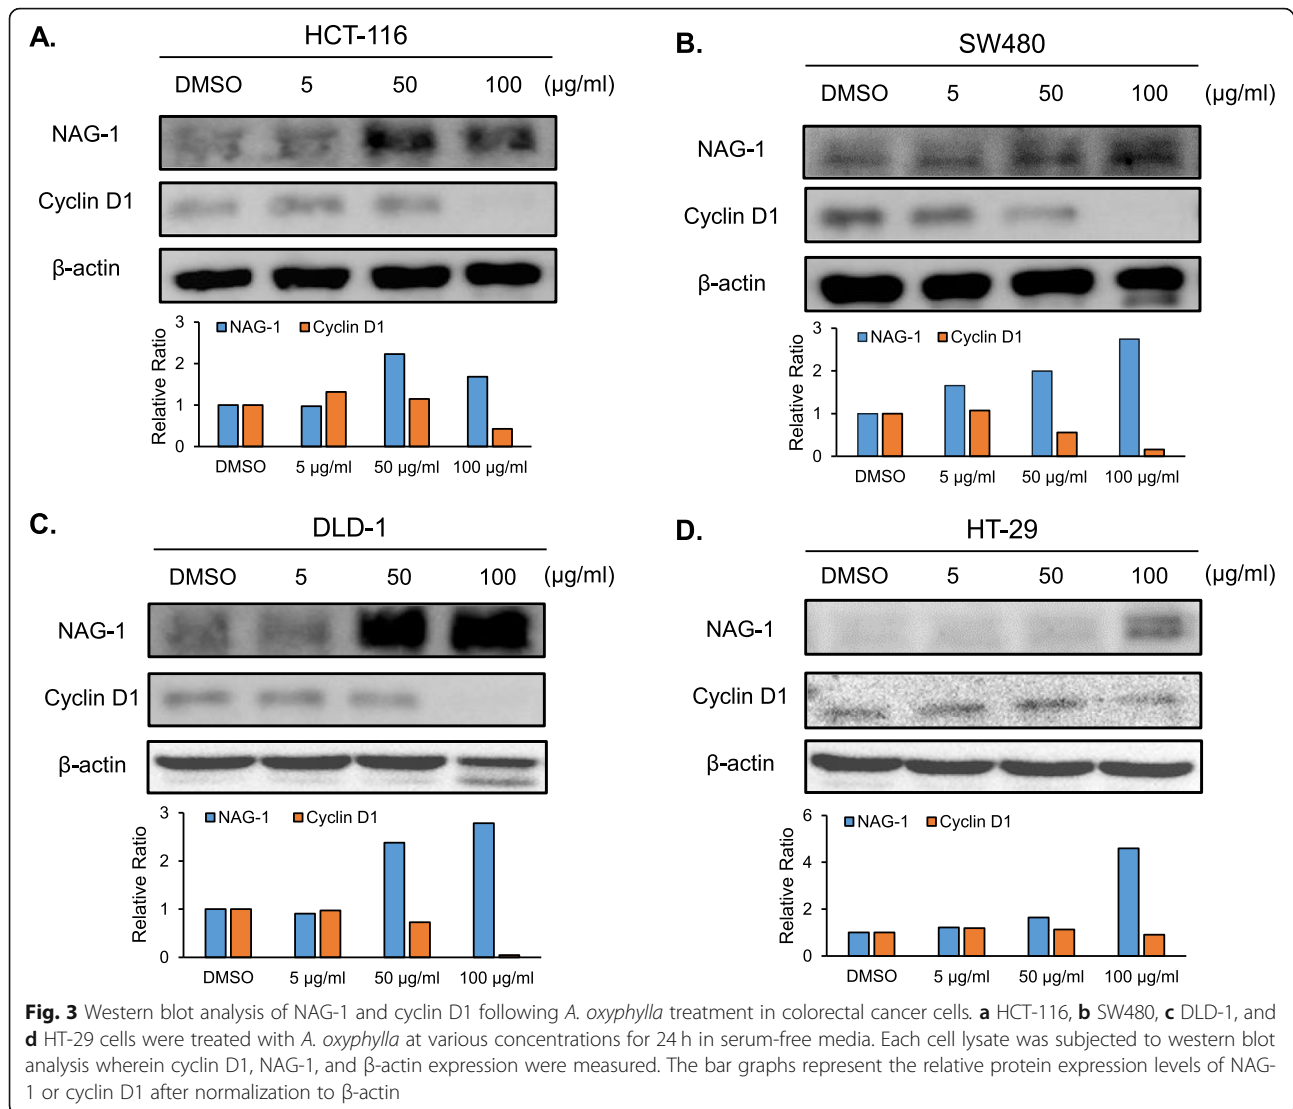 A.
HCT-116
DMSO 5 50 100 (µg/ml)
NAG-1
Cyclin D1
β-actin
Relative Ratio
3
2
1
0
NAG-1 Cyclin D1
DMSO 5 µg/ml 50 µg/ml 100 µg/ml
B.
SW480
DMSO 5 50 100 (µg/ml)
NAG-1
Cyclin D1
β-actin
Relative Ratio
3
2
1
0
NAG-1 Cyclin D1
DMSO 5 µg/ml 50 µg/ml 100 µg/ml
C.
DLD-1
DMSO 5 50 100 (µg/ml)
NAG-1
Cyclin D1
β-actin
Relative Ratio
3
2
1
0
NAG-1 Cyclin D1
DMSO 5 µg/ml 50 µg/ml 100 µg/ml
D.
HT-29
DMSO 5 50 100 (µg/ml)
NAG-1
Cyclin D1
β-actin
Relative Ratio
6
4
2
0
NAG-1 Cyclin D1
DMSO 5 µg/ml 50 µg/ml 100 µg/ml
Fig. 3 Western blot analysis of NAG-1 and cyclin D1 following A. oxyphylla treatment in colorectal cancer cells. a HCT-116, b SW480, c DLD-1, and
d HT-29 cells were treated with A. oxyphylla at various concentrations for 24 h in serum-free media. Each cell lysate was subjected to western blot
analysis wherein cyclin D1, NAG-1, and β-actin expression were measured. The bar graphs represent the relative protein expression levels of NAG-
1 or cyclin D1 after normalization to β-actin